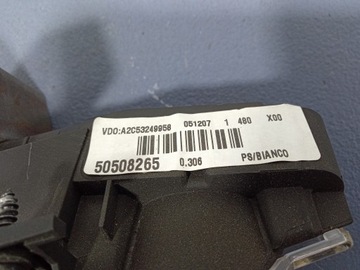 VDO:A2C53249958 051207 1 480 X00
50508265 0.306 PS/BIANCO